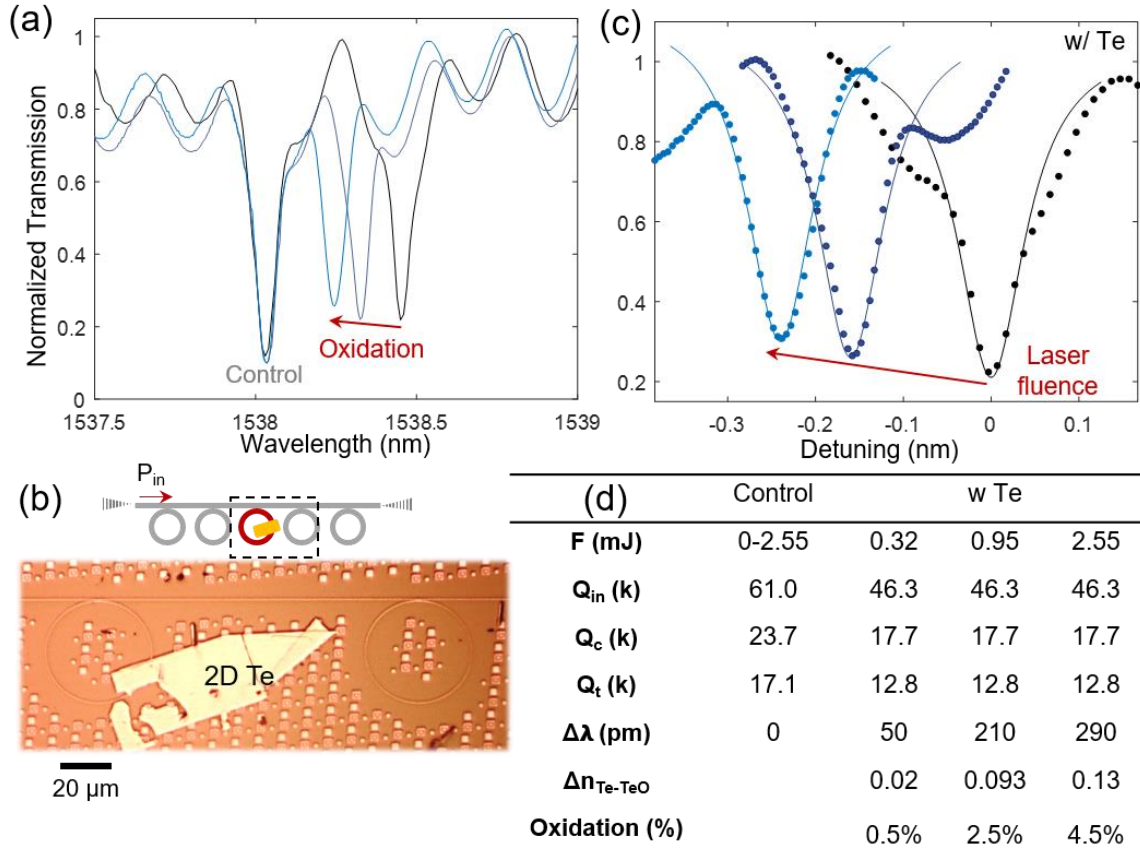 (a)
Normalized Transmission
1
0.8
0.6
0.4
0.2
0
Control
Oxidation
1537.5
1538
1538.5
1539
Wavelength (nm)
(c)
w/ Te
1
0.8
0.6
0.4
0.2
Laser
fluence
-0.3
-0.2
-0.1
0
0.1
Detuning (nm)
(b)
Pin
2D Te
20 µm
(d) Control w Te
F (mJ) 0-2.55 0.32 0.95 2.55
Qin (k) 61.0 46.3 46.3 46.3
Qc (k) 23.7 17.7 17.7 17.7
Qt (k) 17.1 12.8 12.8 12.8
Δλ (pm) 0 50 210 290
ΔnTe-TeO 0.02 0.093 0.13
Oxidation (%) 0.5% 2.5% 4.5%